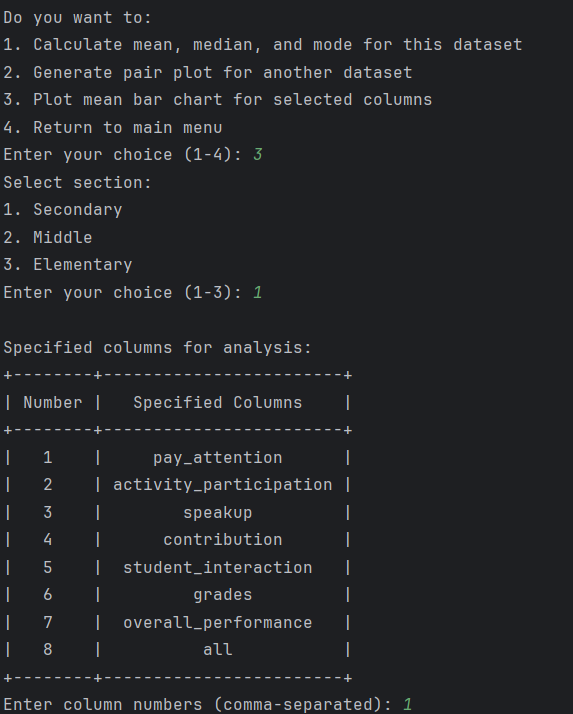 Do you want to:
1. Calculate mean, median, and mode for this dataset
2. Generate pair plot for another dataset
3. Plot mean bar chart for selected columns
4. Return to main menu
Enter your choice (1-4): 3
Select section:
1. Secondary
2. Middle
3. Elementary
Enter your choice (1-3): 1

Specified columns for analysis:
+--------+------------------------+
| Number |   Specified Columns    |
+--------+------------------------+
|   1    |     pay_attention      |
|   2    | activity_participation |
|   3    |        speakup         |
|   4    |      contribution      |
|   5    |  student_interaction   |
|   6    |         grades         |
|   7    |  overall_performance   |
|   8    |          all           |
+--------+------------------------+
Enter column numbers (comma-separated): 1